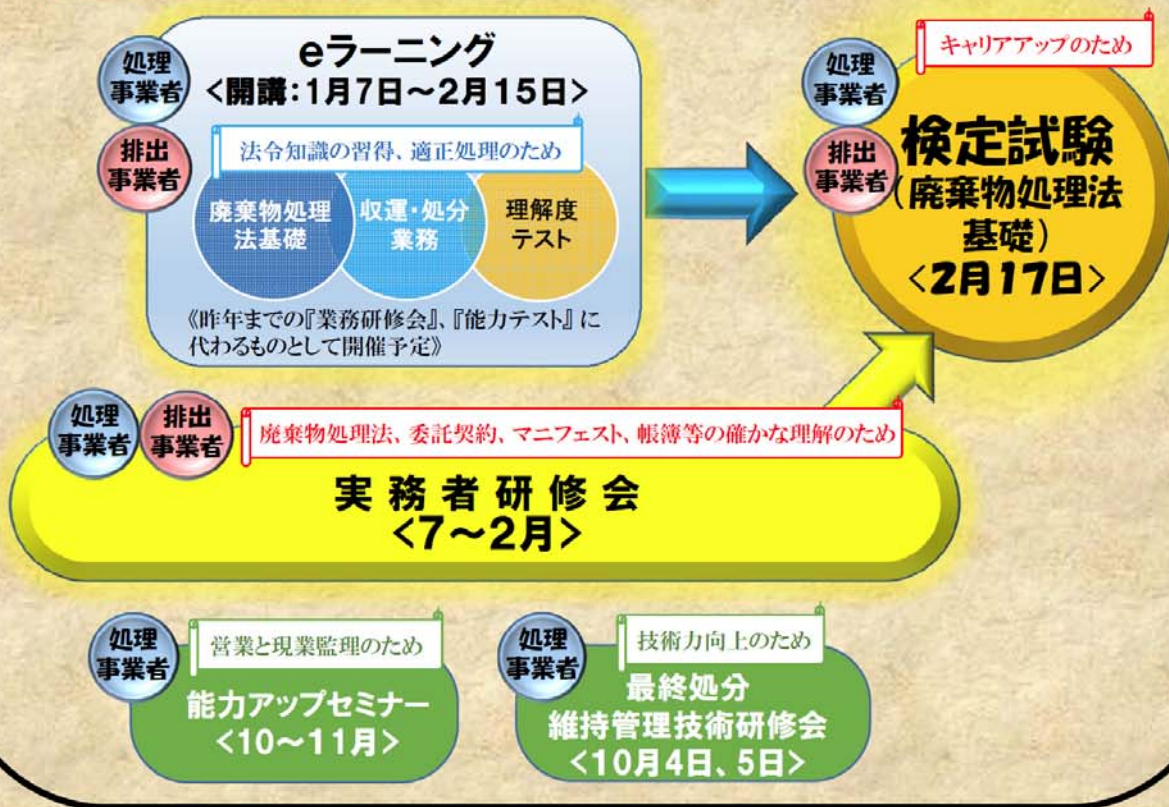 処理
事業者
排出
事業者
eラーニング
<開講:1月7日~2月15日>
法令知識の習得、適正処理のため
廃棄物処理
法基礎
収運・処分
業務
理解度
テスト
《昨年までの『業務研修会』、『能力テスト』に
代わるものとして開催予定》
キャリアアップのため
処理
事業者
排出
事業者
検定試験
(廃棄物処理法
基礎)
<2月17日>
処理
事業者
排出
事業者
廃棄物処理法、委託契約、マニフェスト、帳簿等の確かな理解のため
実務者研修会
<7~2月>
処理
事業者
営業と現業監理のため
能力アップセミナー
<10~11月>
処理
事業者
技術力向上のため
最終処分
維持管理技術研修会
<10月4日、5日>